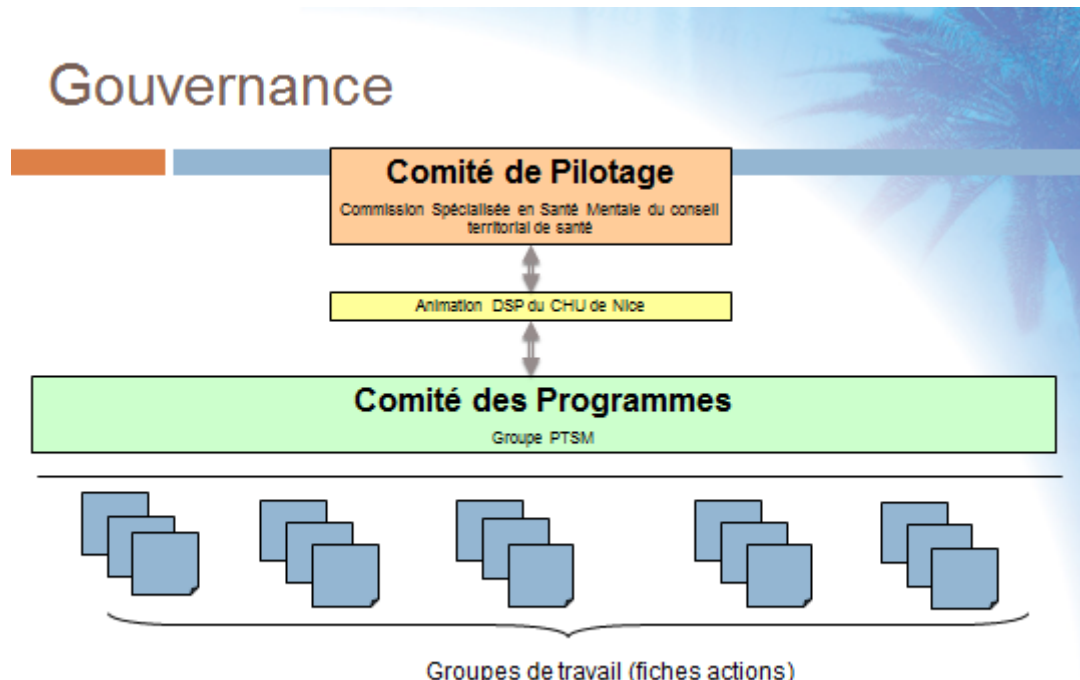 Gouvernance
Comité de Pilotage
Commission Spécialisée en Santé Mentale du conseil
territorial de santé
Animation DSP du CHU de Nice
Comité des Programmes
Groupe PTSM
Groupes de travail (fiches actions)